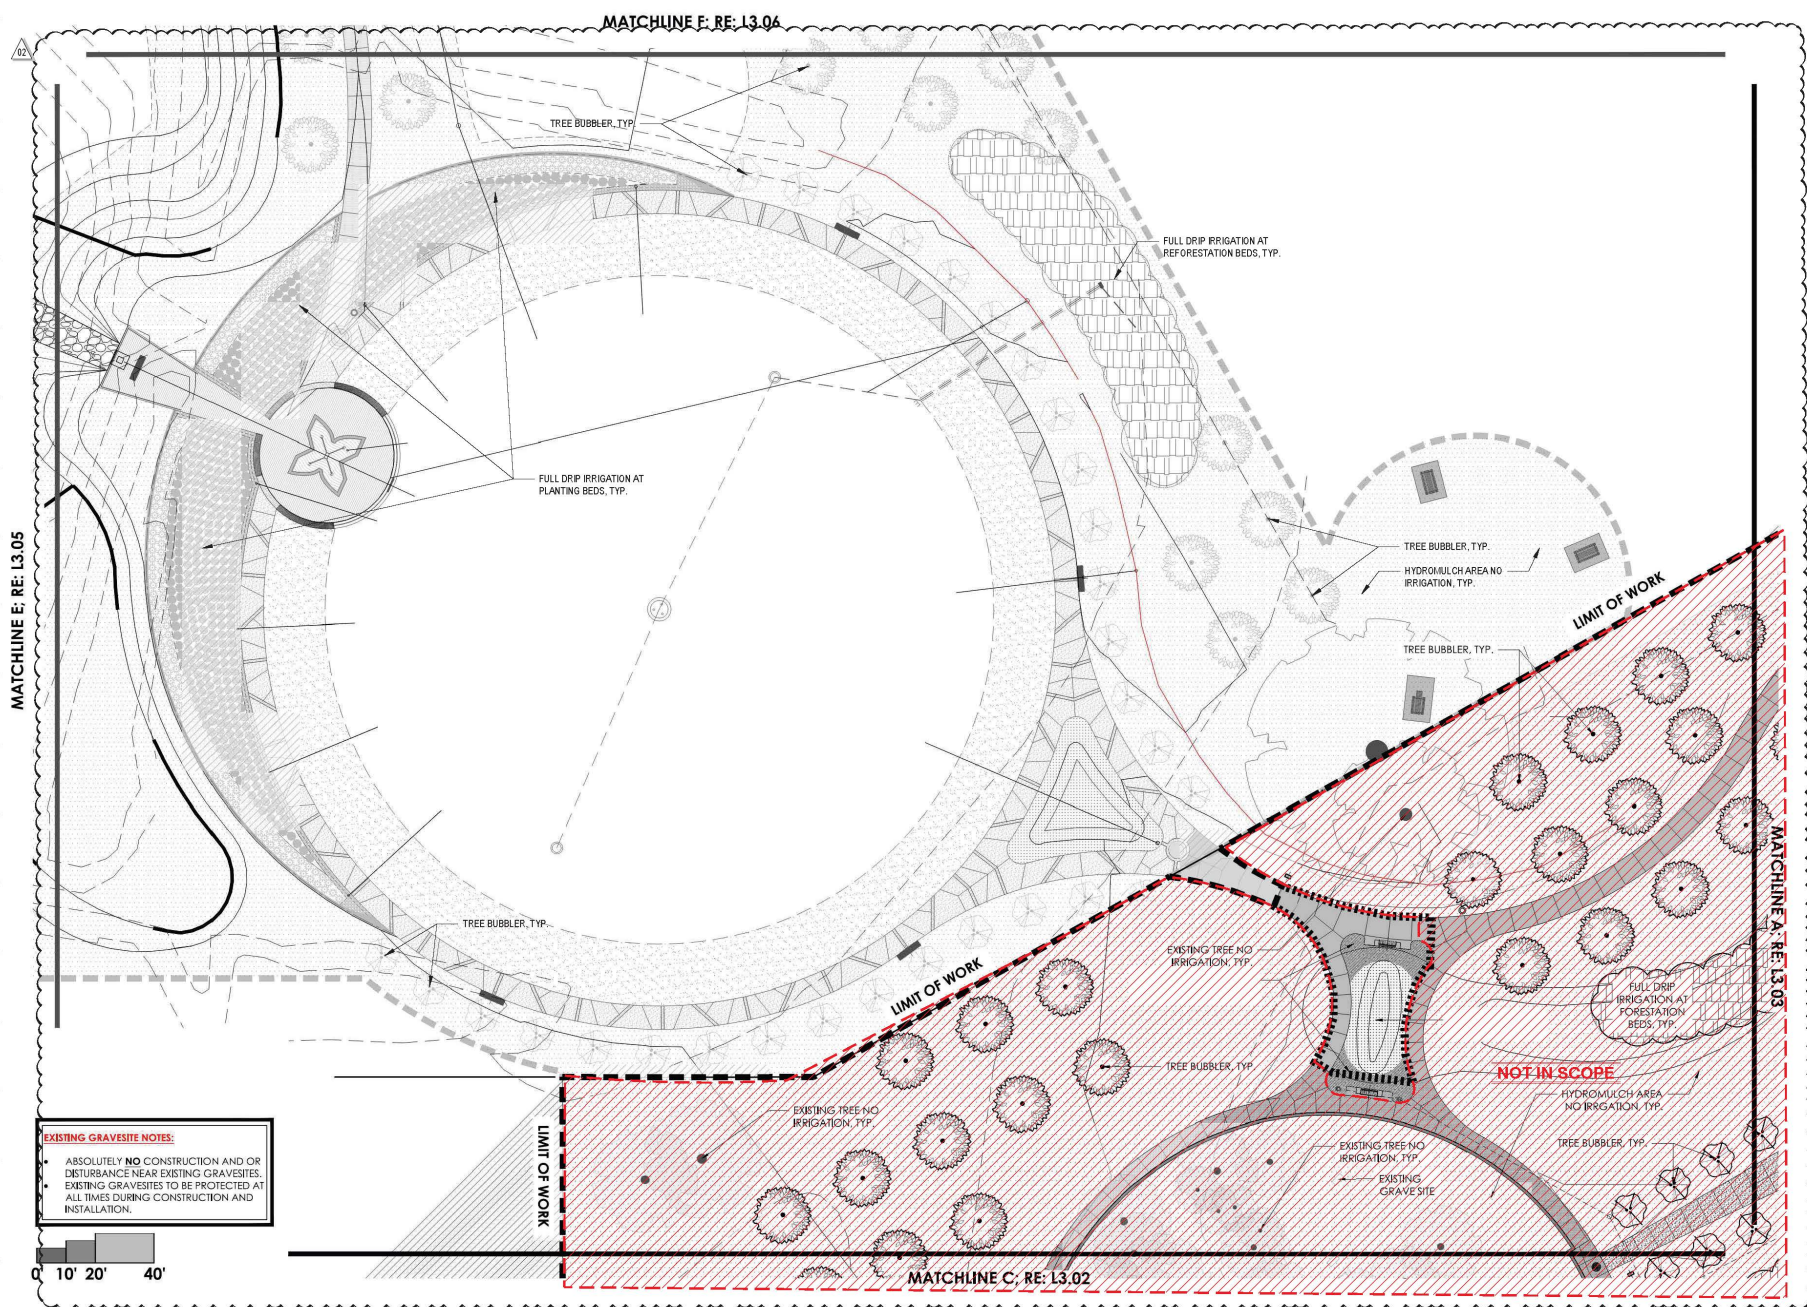 MATCHLINE F; RE: L3.06
02
TREE BUBBLER, TYP.
FULL DRIP IRRIGATION AT
REFORESTATION BEDS, TYP.
FULL DRIP IRRIGATION AT
PLANTING BEDS, TYP.
MATCHLINE E; RE: L3.05
TREE BUBBLER, TYP.
HYDROMULCH AREA NO
IRRIGATION, TYP.
LIMIT OF WORK
TREE BUBBLER, TYP.
MATCHLINE A; RE: L3.03
TREE BUBBLER, TYP.
EXISTING TREE NO
IRRIGATION, TYP.
LIMIT OF WORK
FULL DRIP
IRRIGATION AT
FORESTATION
BEDS, TYP.
TREE BUBBLER, TYP.
NOT IN SCOPE
HYDROMULCH AREA
NO IRRGATION, TYP.
EXISTING TREE NO
IRRIGATION, TYP.
LIMIT OF WORK
EXISTING TREE NO
IRRIGATION, TYP.
TREE BUBBLER, TYP.
EXISTING
GRAVE SITE
EXISTING GRAVESITE NOTES:
• ABSOLUTELY NO CONSTRUCTION AND OR
DISTURBANCE NEAR EXISTING GRAVESITES.
• EXISTING GRAVESITES TO BE PROTECTED AT
ALL TIMES DURING CONSTRUCTION AND
INSTALLATION.
0' 10' 20' 40'
MATCHLINE C; RE: L3.02